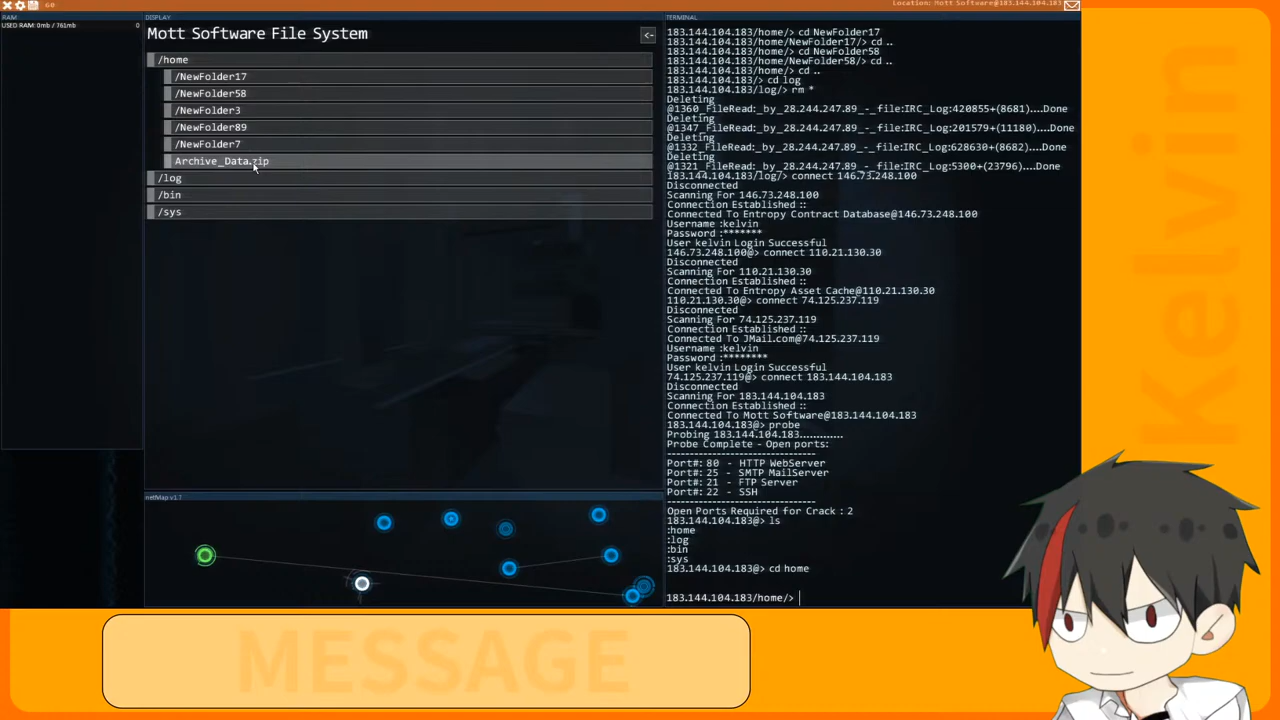 60
Location: Mott Software@183.144.104.183
RAM
USED RAM: 0mb / 761mb
0
DISPLAY
Mott Software File System
<-
/home
/NewFolder17
/NewFolder58
/NewFolder3
/NewFolder89
/NewFolder7
Archive_Data.zip
/log
/bin
/sys
netMap v1.7
TERMINAL
183.144.104.183/home/> cd NewFolder17
183.144.104.183/home/NewFolder17/> cd ..
183.144.104.183/home/> cd NewFolder58
183.144.104.183/home/NewFolder58/> cd ..
183.144.104.183/home/> cd ..
183.144.104.183/> cd log
183.144.104.183/log/> rm *
Deleting
@1360_FileRead:_by_28.244.247.89_-_file:IRC_Log:420855+(8681)....Done
Deleting
@1347_FileRead:_by_28.244.247.89_-_file:IRC_Log:201579+(11180)....Done
Deleting
@1332_FileRead:_by_28.244.247.89_-_file:IRC_Log:628630+(8682)....Done
Deleting
@1321_FileRead:_by_28.244.247.89_-_file:IRC_Log:5300+(23796)....Done
183.144.104.183/log/> connect 146.73.248.100
Disconnected
Scanning For 146.73.248.100
Connection Established ::
Connected To Entropy Contract Database@146.73.248.100
Username :kelvin
Password :*******
User kelvin Login Successful
146.73.248.100@> connect 110.21.130.30
Disconnected
Scanning For 110.21.130.30
Connection Established ::
Connected To Entropy Asset Cache@110.21.130.30
110.21.130.30@> connect 74.125.237.119
Disconnected
Scanning For 74.125.237.119
Connection Established ::
Connected To JMail.com@74.125.237.119
Username :kelvin
Password :********
User kelvin Login Successful
74.125.237.119@> connect 183.144.104.183
Disconnected
Scanning For 183.144.104.183
Connection Established ::
Connected To Mott Software@183.144.104.183
183.144.104.183@> probe
Probing 183.144.104.183.............
Probe Complete - Open ports:
---------------------------------
Port#: 80 - HTTP WebServer
Port#: 25 - SMTP MailServer
Port#: 21 - FTP Server
Port#: 22 - SSH
---------------------------------
Open Ports Required for Crack : 2
183.144.104.183@> ls
:home
:log
:bin
:sys
183.144.104.183@> cd home
183.144.104.183/home/>
Kelvin
MESSAGE